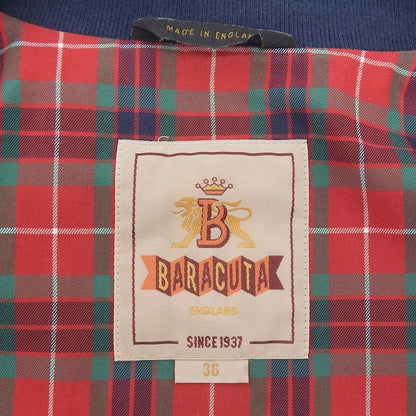 MADE IN ENGLAND
B
BARACUTA
ENGLAND
SINCE 1937
36